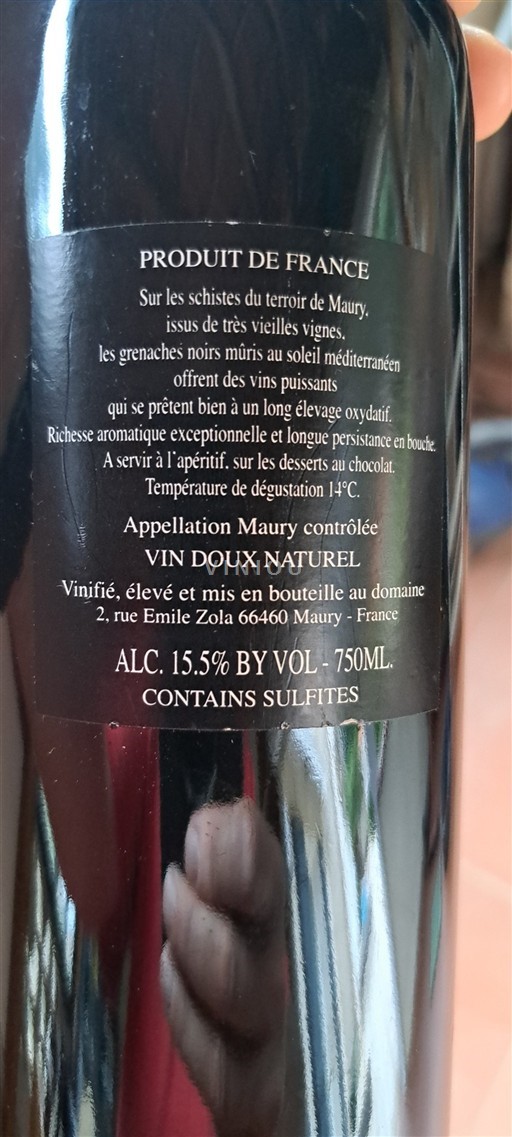 PRODUIT DE FRANCE
Sur les schistes du terroir de Maury,
issus de très vieilles vignes,
les grenaches noirs mûris au soleil méditerranéen
offrent des vins puissants
qui se prêtent bien à un long élevage oxydatif.
Richesse aromatique exceptionnelle et longue persistance en bouche.
A servir à l'apéritif, sur les desserts au chocolat.
Température de dégustation 14°C.
Appellation Maury contrôlée
VIN DOUX NATUREL
VINIOU
Vinifié, élevé et mis en bouteille au domaine
2, rue Emile Zola 66460 Maury - France
ALC. 15.5% BY VOL - 750ML.
CONTAINS SULFITES